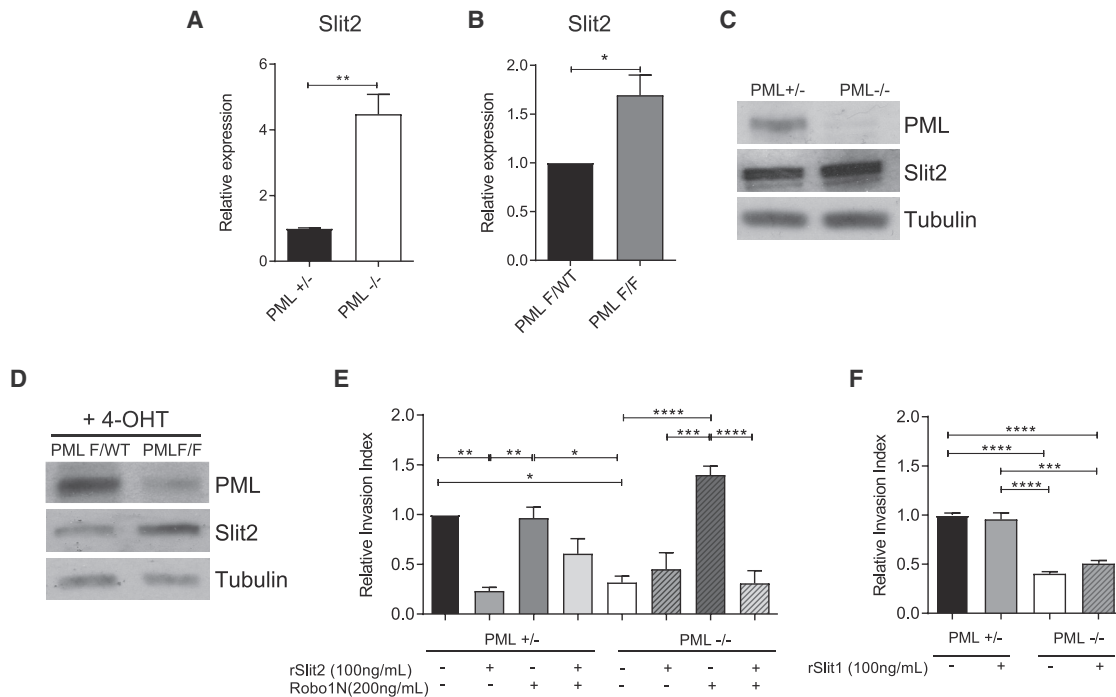 A
Slit2
Relative expression
6
4
2
0
**
PML +/-
PML -/-
B
Slit2
Relative expression
2.0
1.5
1.0
0.5
0.0
*
PML F/WT
PML F/F
C
PML+/- PML-/-
PML
Slit2
Tubulin
D
+ 4-OHT
PML F/WT PMLF/F
PML
Slit2
Tubulin
E
Relative Invasion Index
2.0
1.5
1.0
0.5
0.0
****
*** ****
** ** *
*
PML +/- PML -/-
rSlit2 (100ng/mL) - + - + - + - +
Robo1N(200ng/mL) - - + + - - + +
F
Relative Invasion Index
2.0
1.5
1.0
0.5
0.0
****
****
***
****
PML +/- PML -/-
rSlit1 (100ng/mL) - + - +